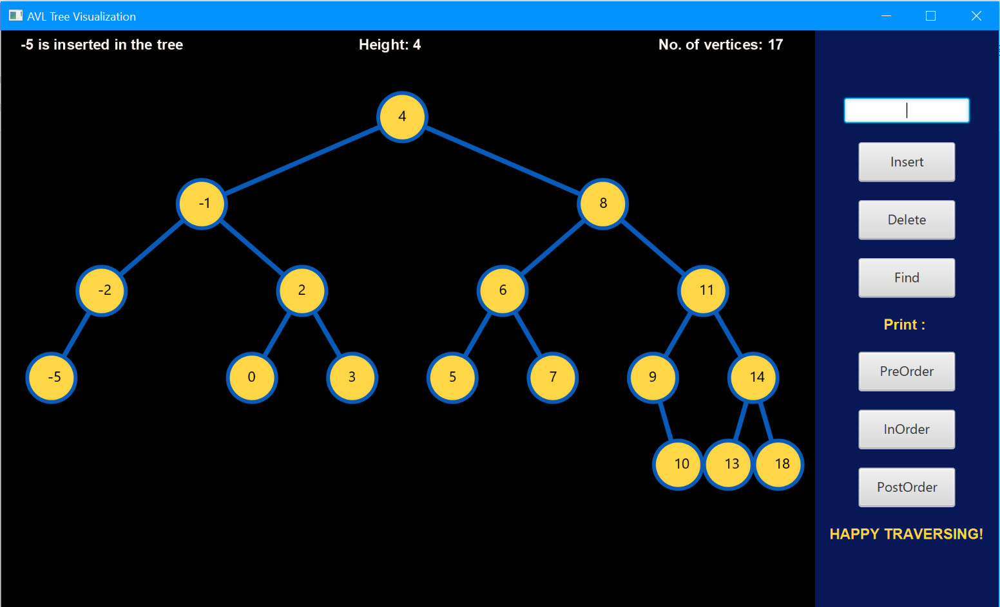 AVL Tree Visualization
-5 is inserted in the tree
Height: 4
No. of vertices: 17
4
-1
8
-2
2
6
11
-5
0
3
5
7
9
14
10
13
18
Insert
Delete
Find
Print :
PreOrder
InOrder
PostOrder
HAPPY TRAVERSING!